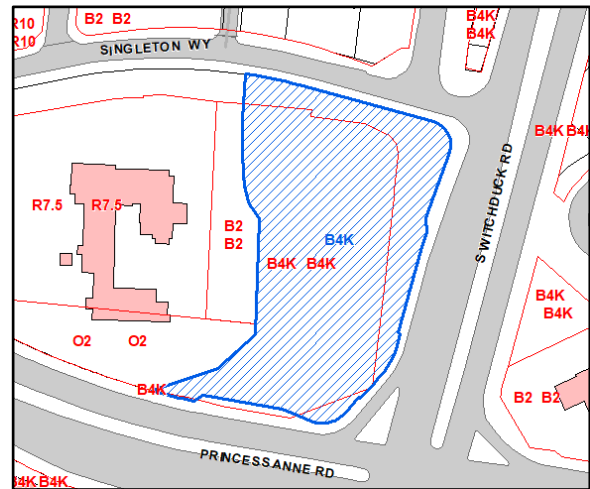 R10
R10
B2 B2
SINGLETON WY
B4K
B4K
B4K B4K
S WITCHDUCK RD
R7.5 R7.5
B2
B2
B4K
B4K B4K
B4K
B4K
O2 O2
B4K
B2 B2
PRINCESS ANNE RD
B4K B4K